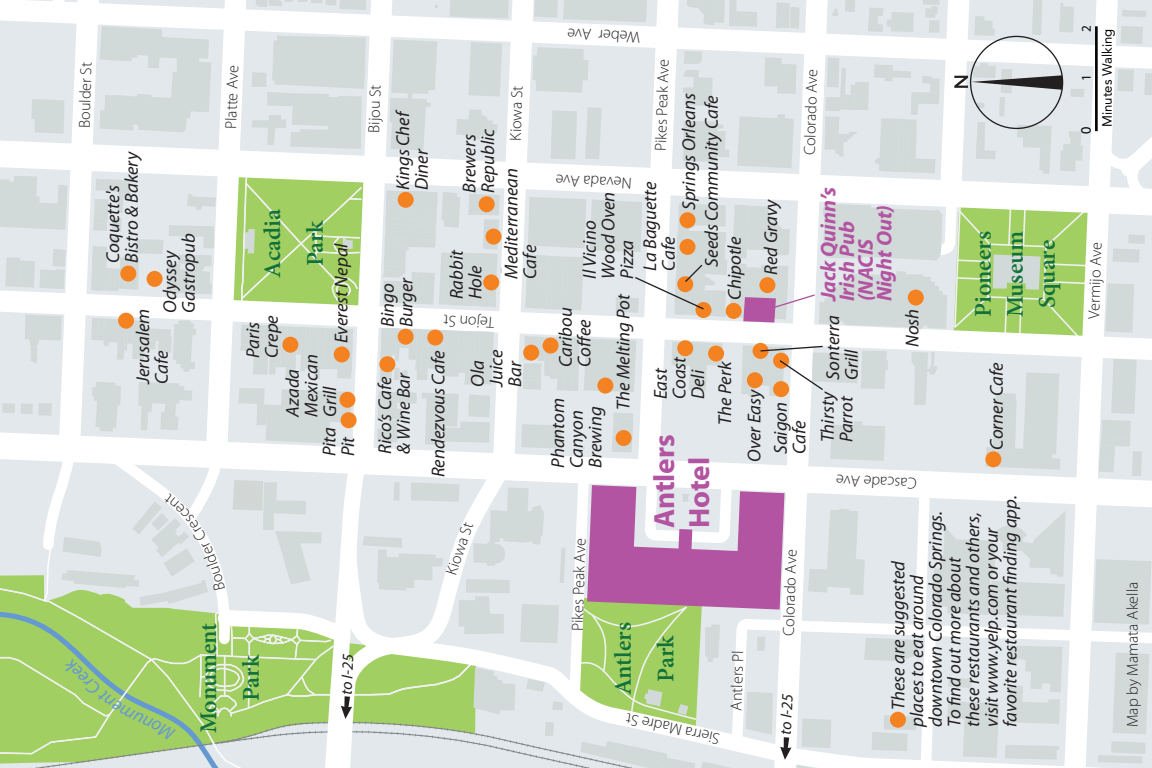 Boulder St
Coquette's
Bistro & Bakery
Jerusalem
Cafe
Odyssey
Gastropub
Boulder Crescent
Monument Creek
Monument
Park
Platte Ave
Acadia
Park
Paris
Crepe
Everest Nepal
Azada
Mexican
Grill
Pita
Pit
to I-25
Bijou St
Kings Chef
Diner
Bingo
Burger
Rico's Cafe
& Wine Bar
Rendezvous Cafe
Tejon St
Rabbit
Hole
Brewers
Republic
Mediterranean
Cafe
Kiowa St
Kiowa St
Ola
Juice
Bar
Caribou
Coffee
Phantom
Canyon
Brewing
The Melting Pot
Weber Ave
Nevada Ave
Il Vicino
Wood Oven
Pizza
Pikes Peak Ave
Pikes Peak Ave
La Baguette
Cafe
Springs Orleans
Seeds Community Cafe
Chipotle
Red Gravy
East
Coast
Deli
The Perk
Over Easy
Saigon
Cafe
Antlers
Hotel
Antlers
Park
Sierra Madre St
Antlers Pl
to I-25
Colorado Ave
Colorado Ave
Jack Quinn's
Irish Pub
(NACIS
Night Out)
Thirsty
Parrot
Sonterra
Grill
Cascade Ave
Nosh
Corner Cafe
Pioneers
Museum
Square
Vermijo Ave
N
0 1 2
Minutes Walking
These are suggested
places to eat around
downtown Colorado Springs.
To find out more about
these restaurants and others,
visit www.yelp.com or your
favorite restaurant finding app.
Map by Mamata Akella